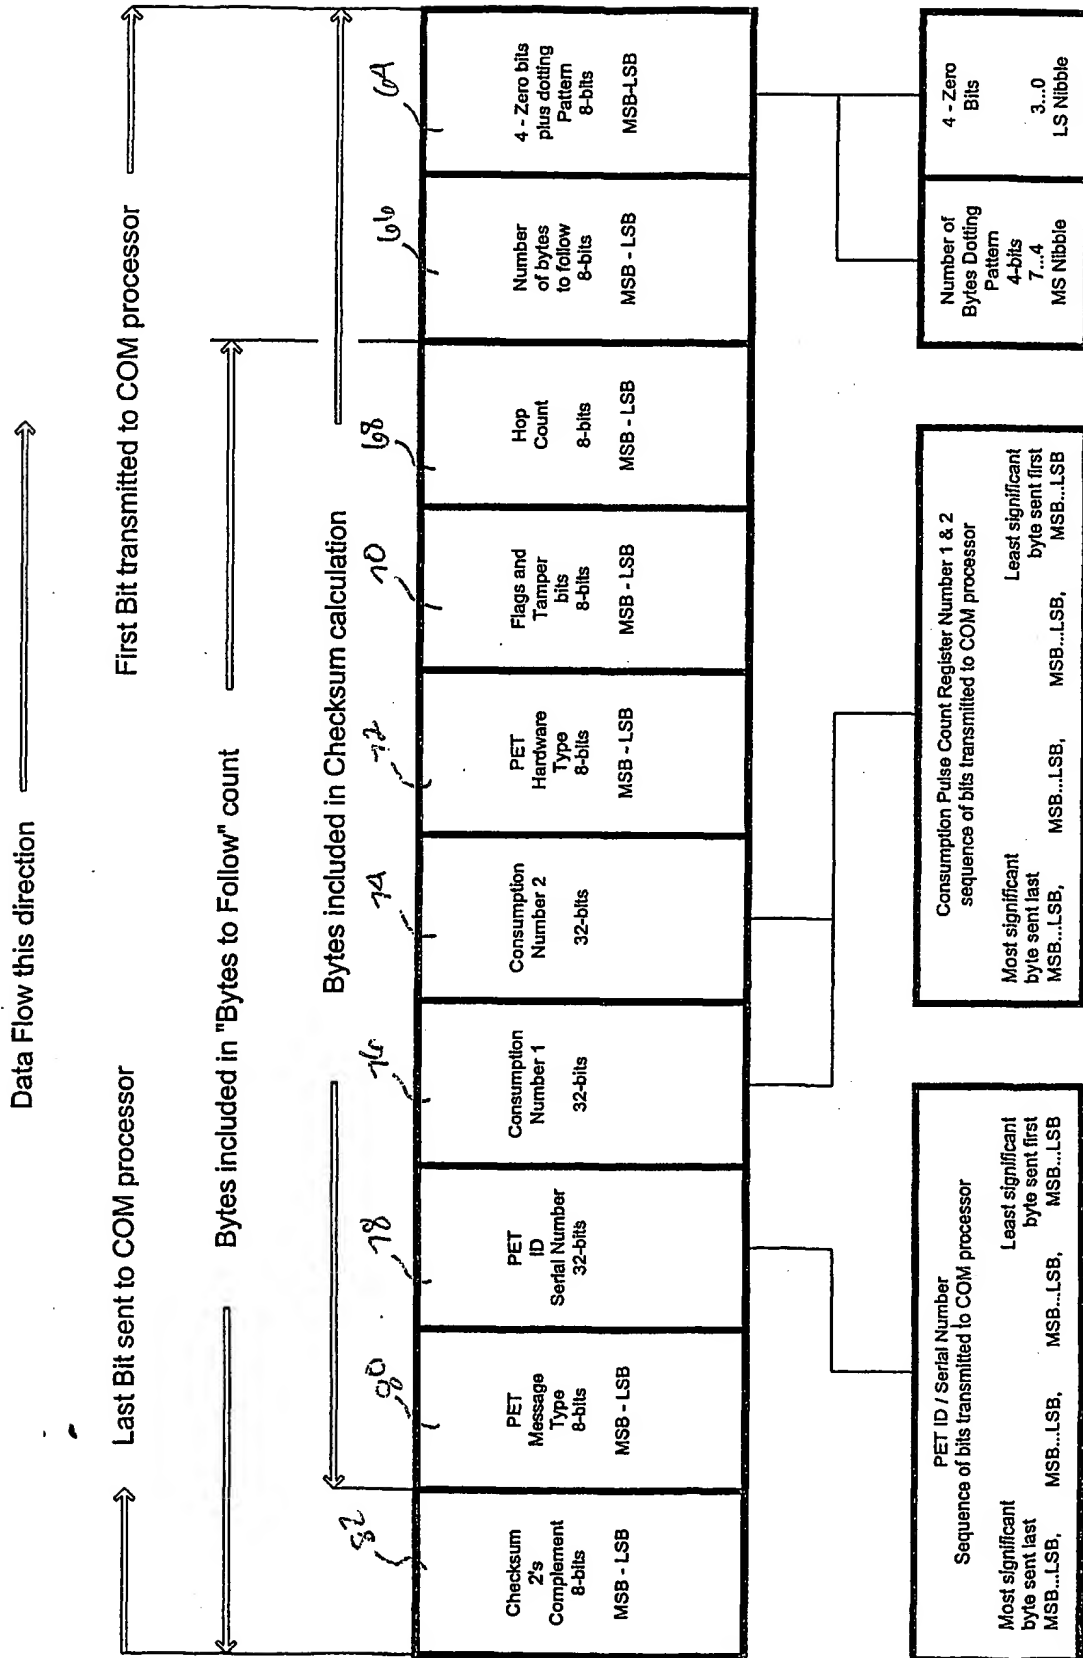 Data Flow this direction
Last Bit sent to COM processor
First Bit transmitted to COM processor
Bytes included in "Bytes to Follow" count
Bytes included in Checksum calculation
82
80
78
76
74
72
70
68
66
64
Checksum
2's
Complement
8-bits
MSB - LSB
PET
Message
Type
8-bits
MSB - LSB
PET
ID
Serial Number
32-bits
Consumption
Number 1
32-bits
Consumption
Number 2
32-bits
PET
Hardware
Type
8-bits
MSB - LSB
Flags and
Tamper
bits
8-bits
MSB - LSB
Hop
Count
8-bits
MSB - LSB
Number
of bytes
to follow
8-bits
MSB - LSB
4 - Zero bits
plus dotting
Pattern
8-bits
MSB-LSB
PET ID / Serial Number
Sequence of bits transmitted to COM processor
Most significant
byte sent last
Least significant
byte sent first
MSB...LSB, MSB...LSB, MSB...LSB, MSB...LSB
Consumption Pulse Count Register Number 1 & 2
sequence of bits transmitted to COM processor
Most significant
byte sent last
Least significant
byte sent first
MSB...LSB, MSB...LSB, MSB...LSB, MSB...LSB
Number of
Bytes Dotting
Pattern
4-bits
7...4
MS Nibble
4 - Zero
Bits
3...0
LS Nibble